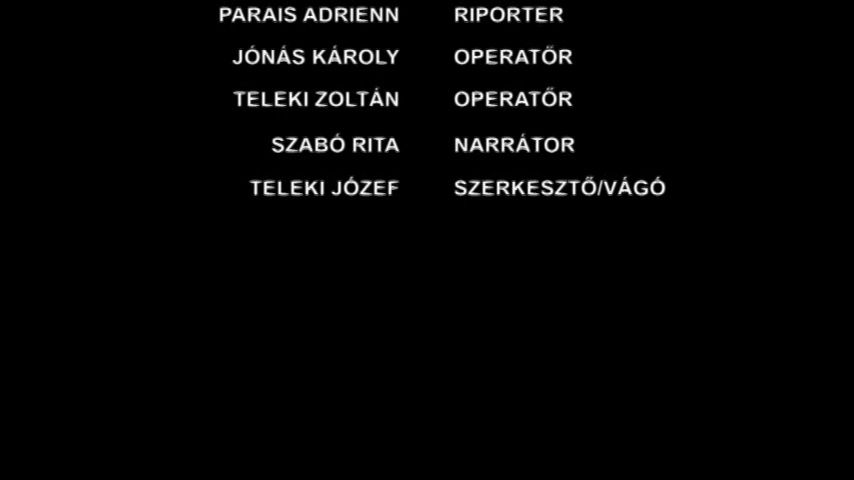 PARAIS ADRIENN RIPORTER
JÓNÁS KÁROLY OPERATŐR
TELEKI ZOLTÁN OPERATŐR
SZABÓ RITA NARRÁTOR
TELEKI JÓZEF SZERKESZTŐ/VÁGÓ